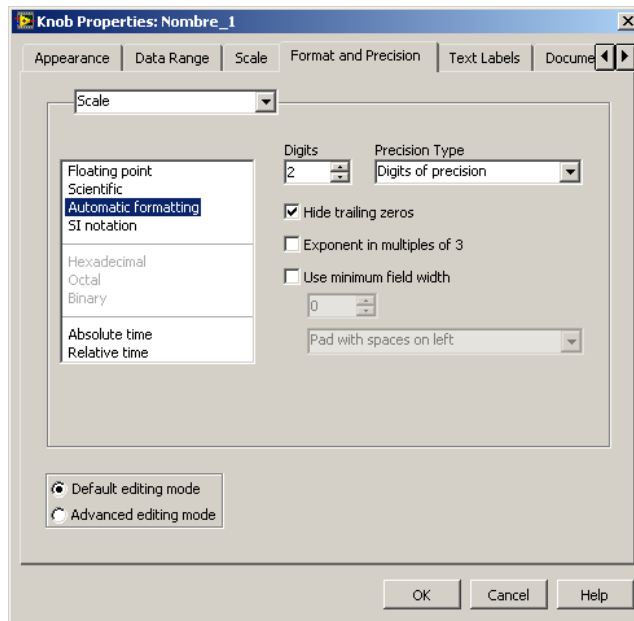 Knob Properties: Nombre_1
Appearance Data Range Scale Format and Precision Text Labels Docume
Scale
Digits Precision Type
2 Digits of precision
Floating point
Scientific
Automatic formatting
SI notation
Hexadecimal
Octal
Binary
Absolute time
Relative time
Hide trailing zeros
Exponent in multiples of 3
Use minimum field width
0
Pad with spaces on left
Default editing mode
Advanced editing mode
OK Cancel Help